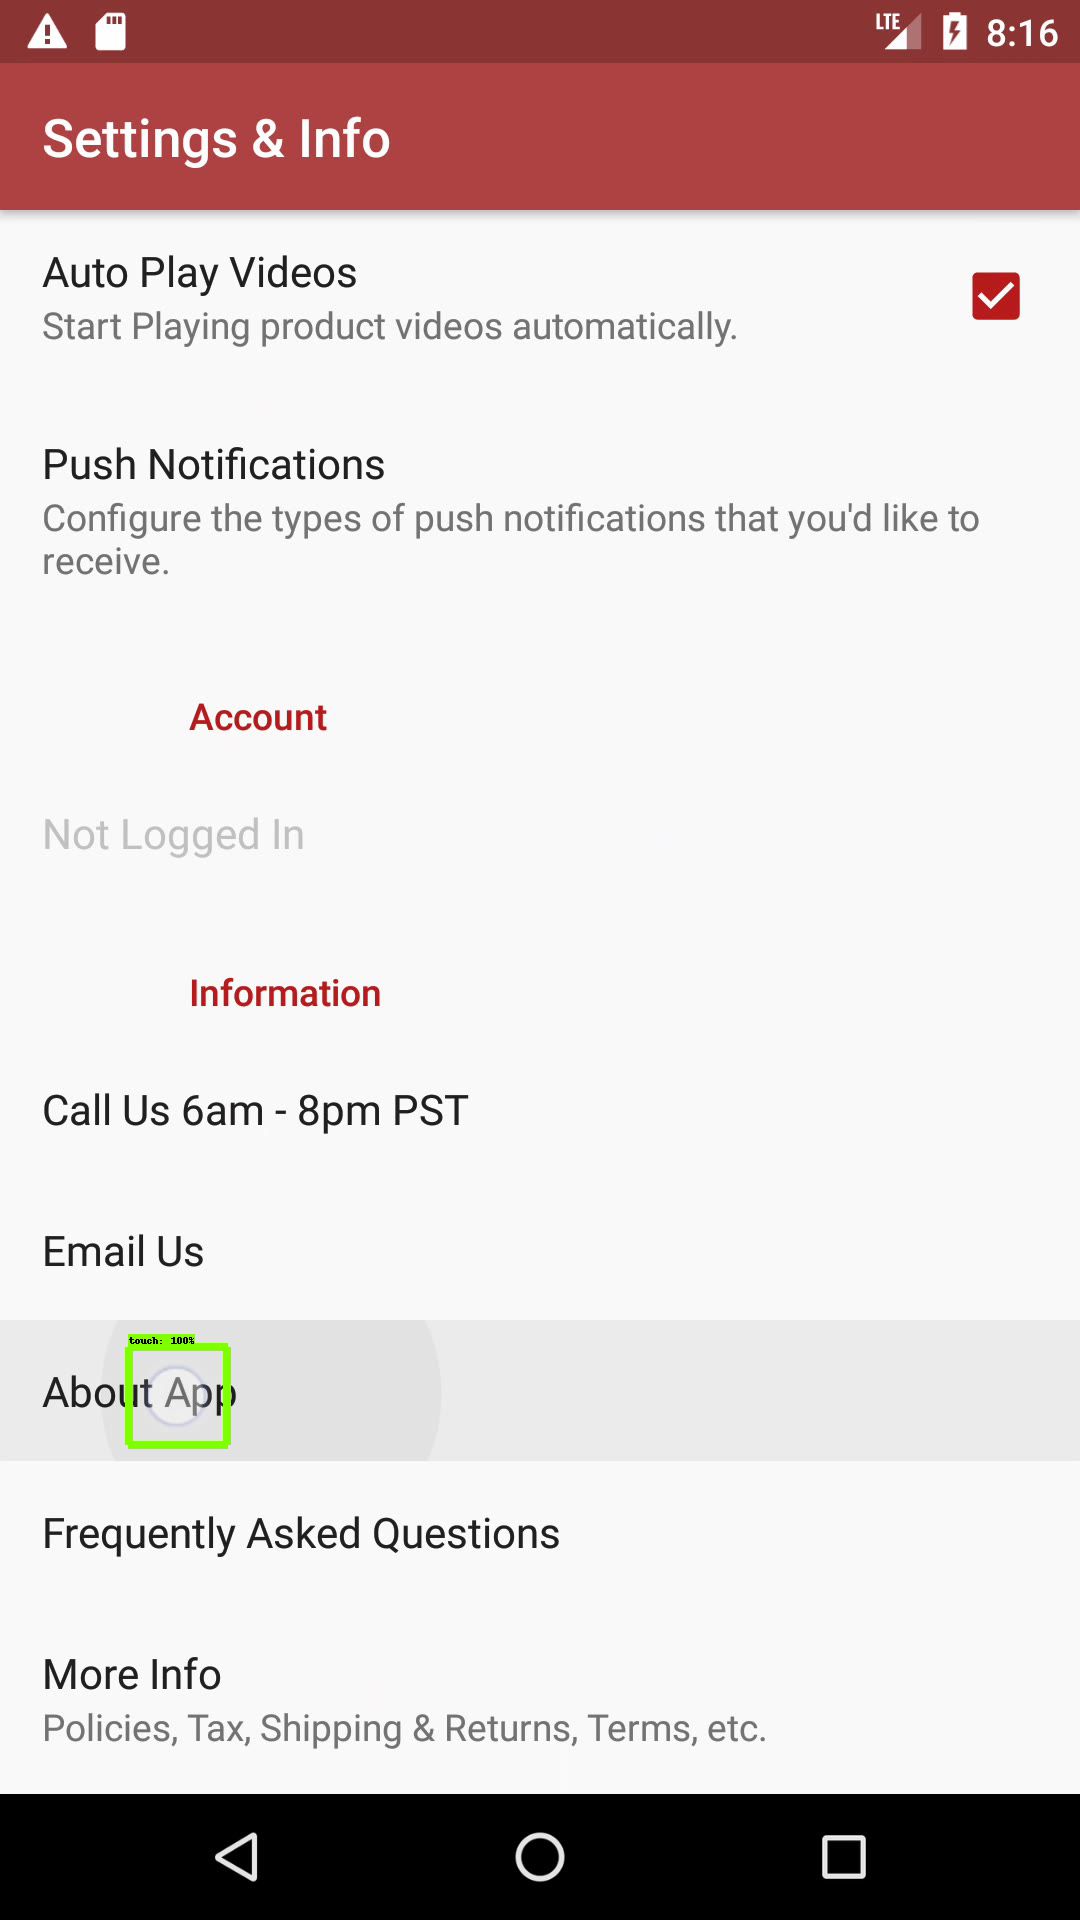 LTE 8:16
Settings & Info
Auto Play Videos
Start Playing product videos automatically.
Push Notifications
Configure the types of push notifications that you'd like to
receive.
Account
Not Logged In
Information
Call Us 6am - 8pm PST
Email Us
touch: 100%
About App
Frequently Asked Questions
More Info
Policies, Tax, Shipping & Returns, Terms, etc.